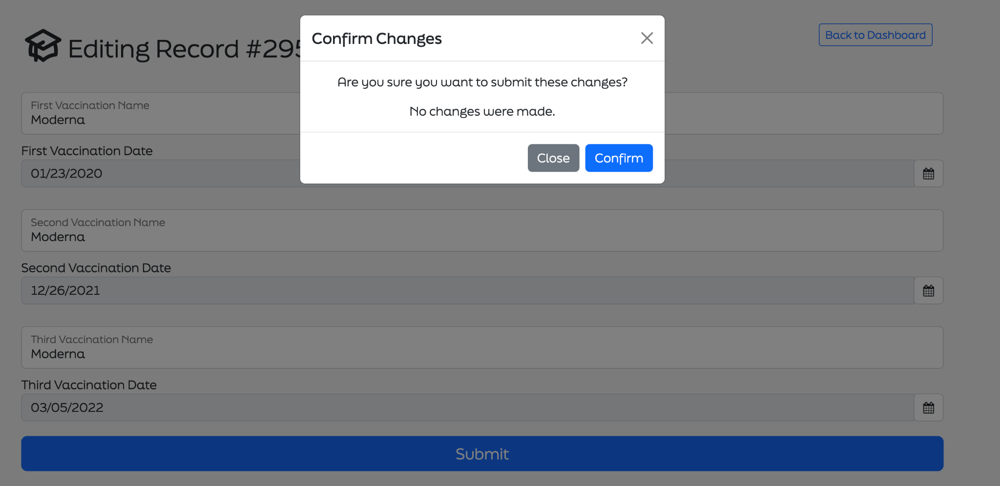 Editing Record #295
Back to Dashboard
Confirm Changes
Are you sure you want to submit these changes?
No changes were made.
Close
Confirm
First Vaccination Name
Moderna
First Vaccination Date
01/23/2020
Second Vaccination Name
Moderna
Second Vaccination Date
12/26/2021
Third Vaccination Name
Moderna
Third Vaccination Date
03/05/2022
Submit